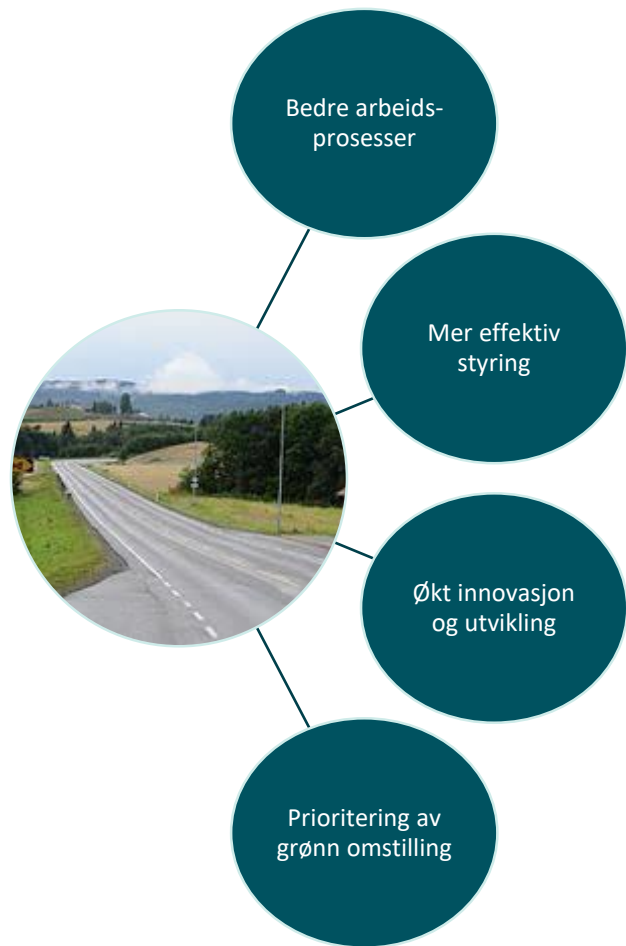 Bedre arbeids-
prosesser
Mer effektiv
styring
Økt innovasjon
og utvikling
Prioritering av
grønn omstilling